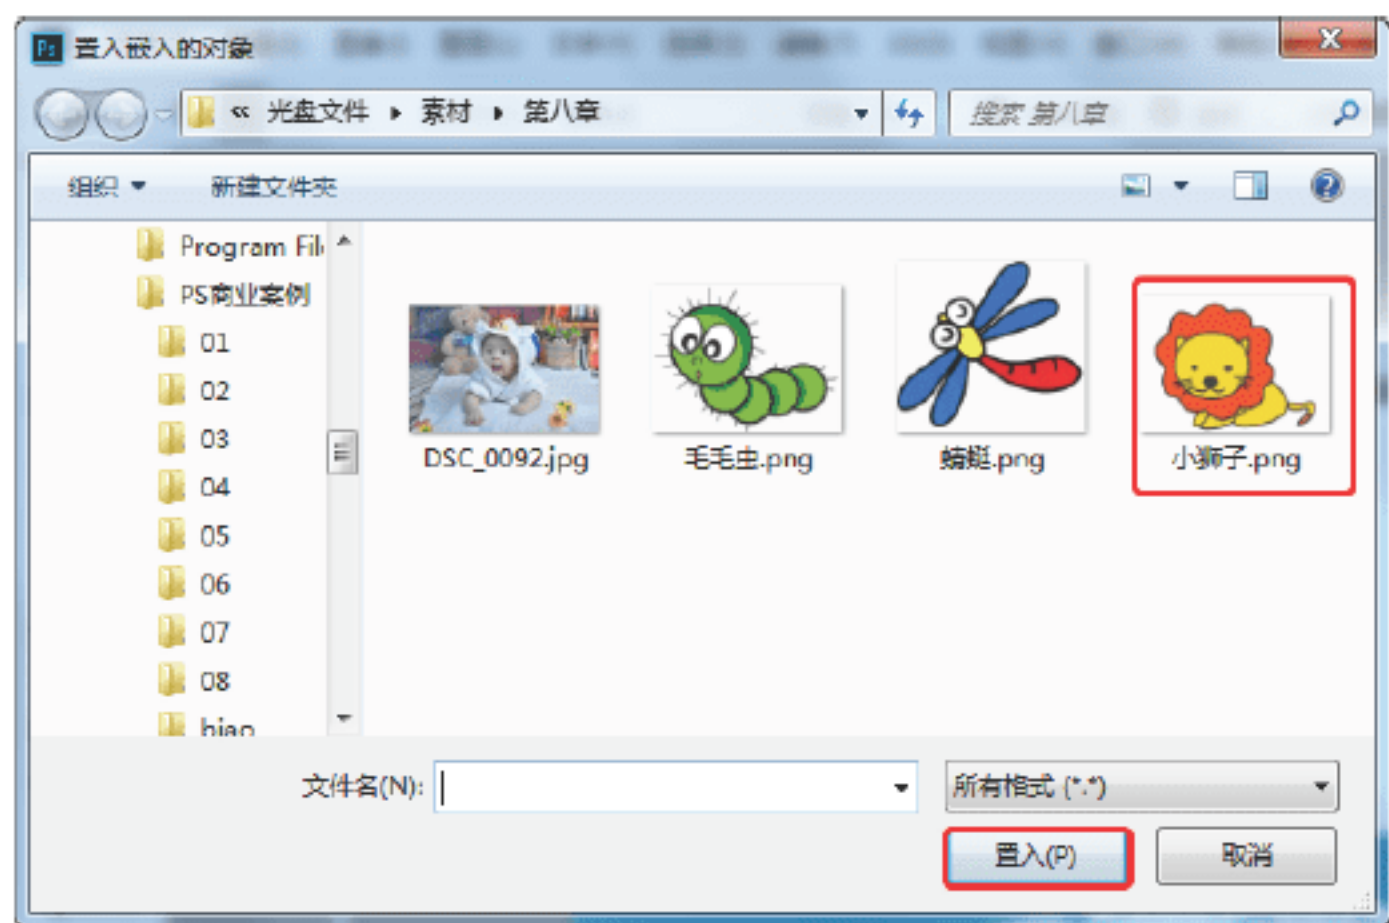 Ps 置入嵌入的对象
« 光盘文件 ▸ 素材 ▸ 第八章
搜索 第八章
组织 新建文件夹
Program Fil
PS商业案例
01
02
03
04
05
06
07
08
biao
DSC_0092.jpg
毛毛虫.png
蜻蜓.png
小狮子.png
文件名(N):
所有格式 (*.*)
置入(P)
取消